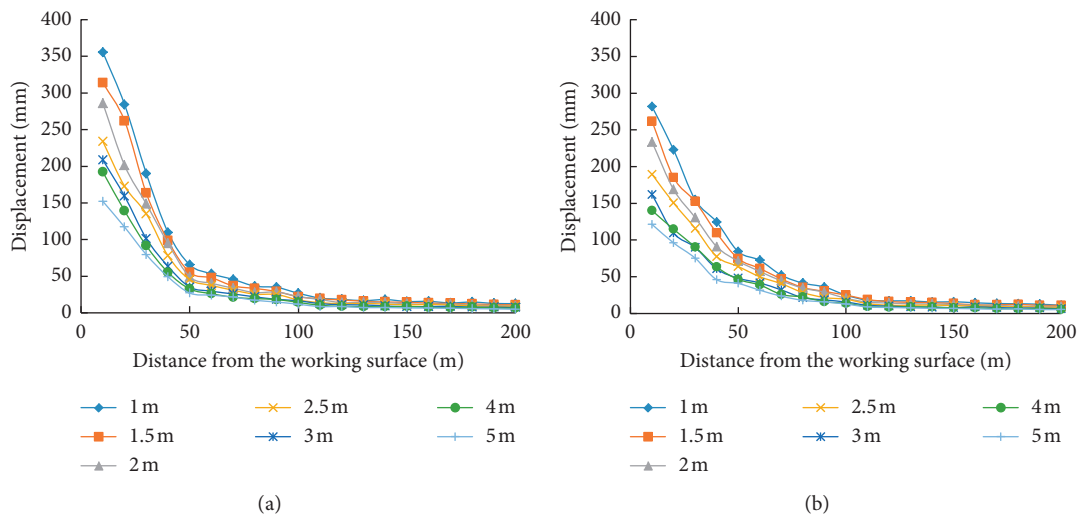 400
350
300
250
200
150
100
50
0
Displacement (mm)
0 50 100 150 200
Distance from the working surface (m)
1 m 2.5 m 4 m
1.5 m 3 m 5 m
2 m
(a)
400
350
300
250
200
150
100
50
0
Displacement (mm)
0 50 100 150 200
Distance from the working surface (m)
1 m 2.5 m 4 m
1.5 m 3 m 5 m
2 m
(b)